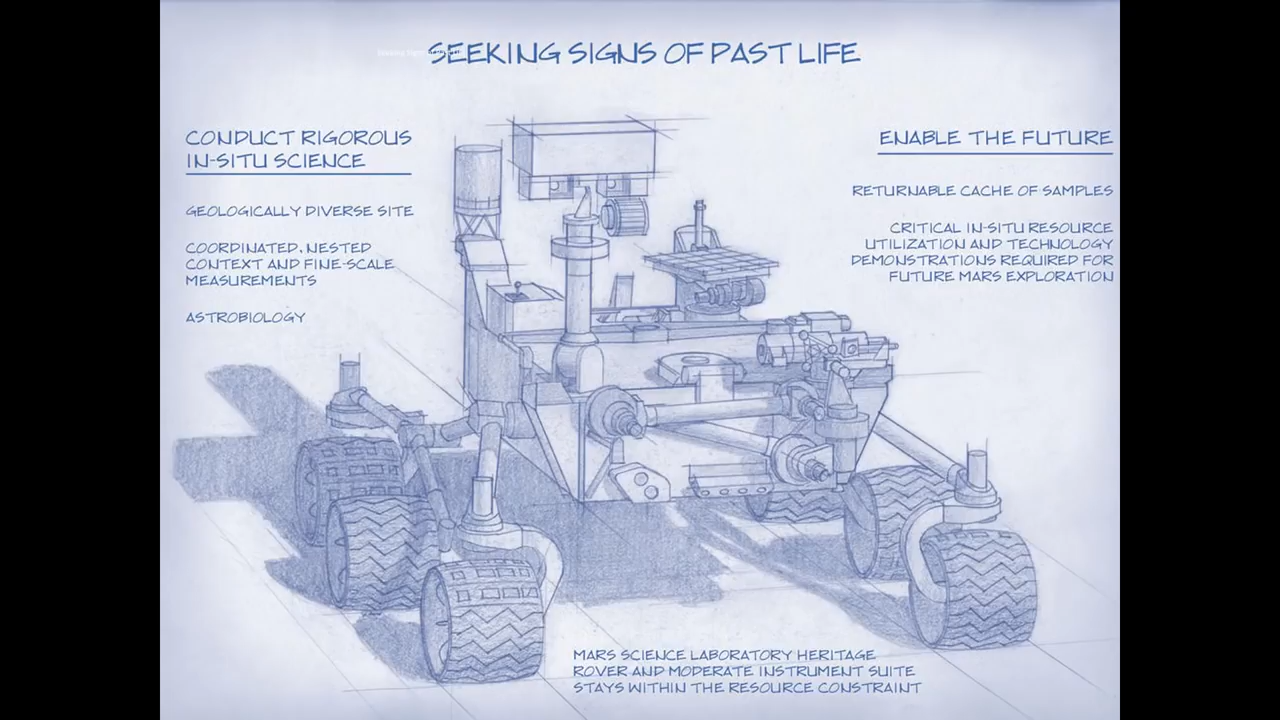 SEEKING SIGNS OF PAST LIFE
CONDUCT RIGOROUS
IN-SITU SCIENCE
GEOLOGICALLY DIVERSE SITE
COORDINATED, NESTED
CONTEXT AND FINE-SCALE
MEASUREMENTS
ASTROBIOLOGY
ENABLE THE FUTURE
RETURNABLE CACHE OF SAMPLES
CRITICAL IN-SITU RESOURCE
UTILIZATION AND TECHNOLOGY
DEMONSTRATIONS REQUIRED FOR
FUTURE MARS EXPLORATION
MARS SCIENCE LABORATORY HERITAGE
ROVER AND MODERATE INSTRUMENT SUITE
STAYS WITHIN THE RESOURCE CONSTRAINT